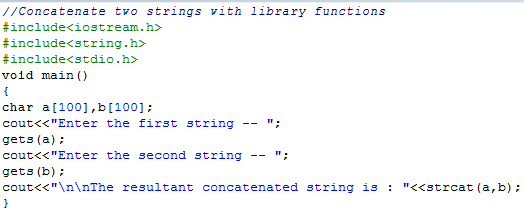 //Concatenate two strings with library functions
#include<iostream.h>
#include<string.h>
#include<stdio.h>
void main()
{
char a[100],b[100];
cout<<"Enter the first string -- ";
gets(a);
cout<<"Enter the second string -- ";
gets(b);
cout<<"\n\nThe resultant concatenated string is : "<<strcat(a,b);
}